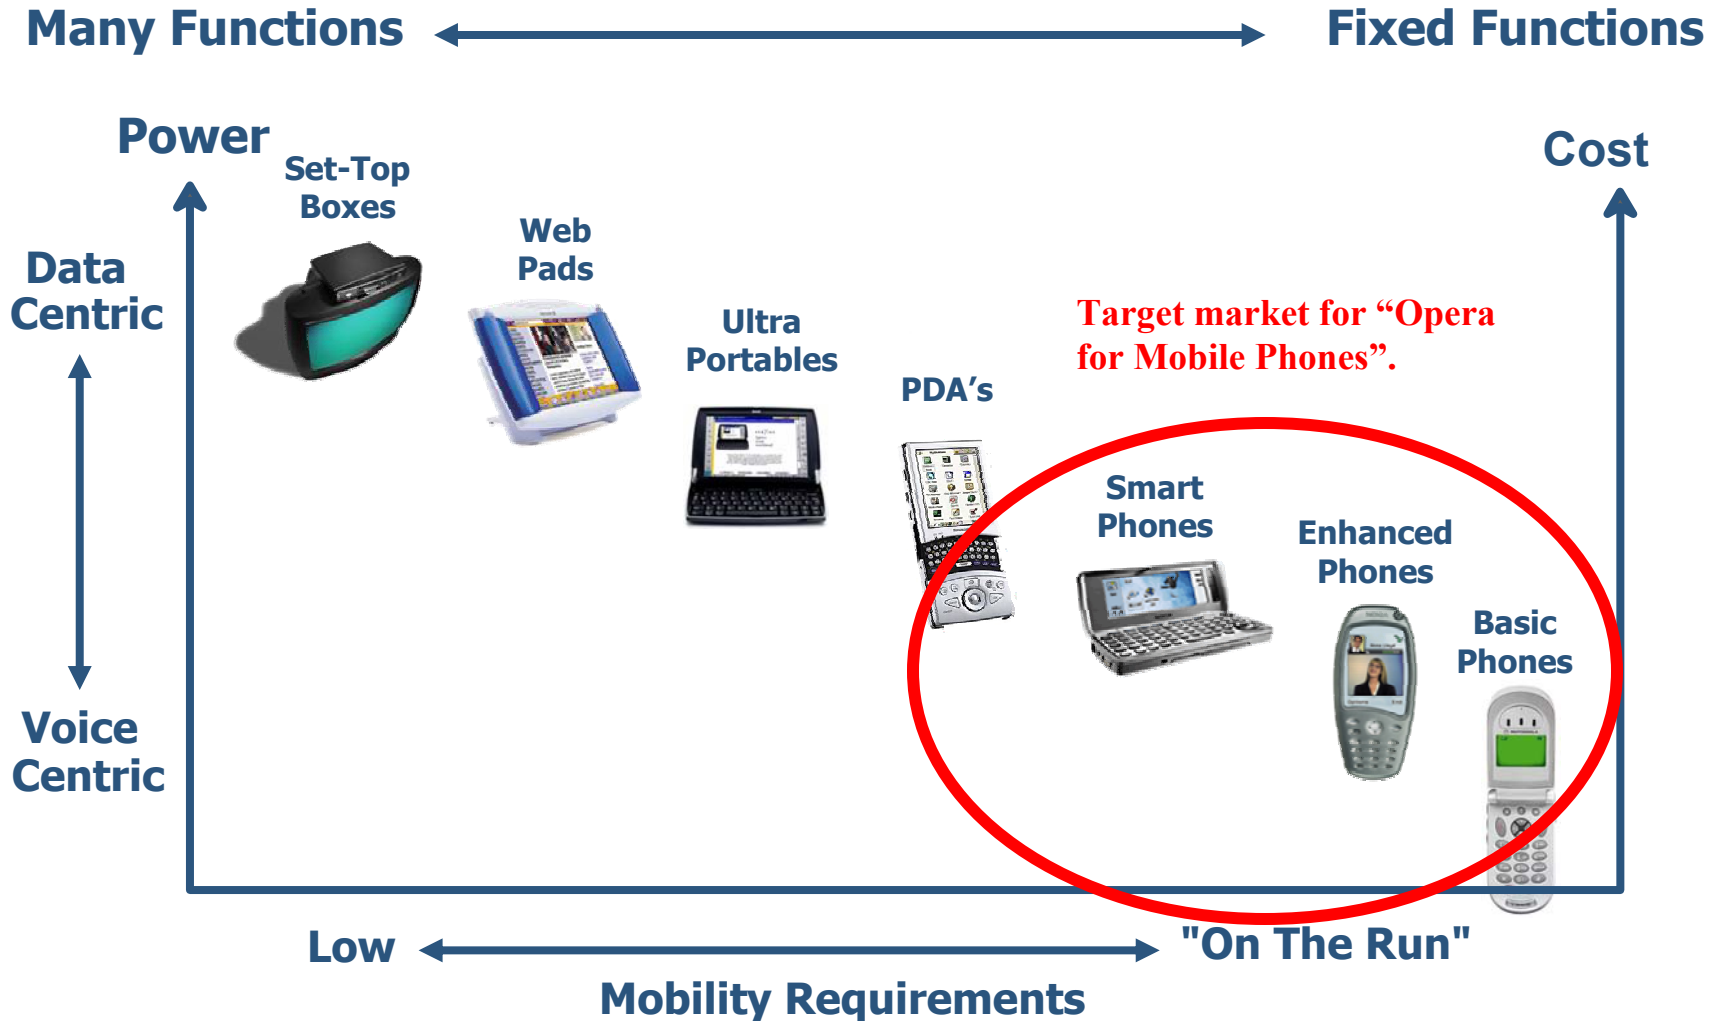 Many Functions
Fixed Functions
Power
Cost
Set-Top
Boxes
Web
Pads
Data
Centric
Ultra
Portables
Target market for “Opera
for Mobile Phones”.
PDA’s
Smart
Phones
Enhanced
Phones
Basic
Phones
Voice
Centric
Low
"On The Run"
Mobility Requirements